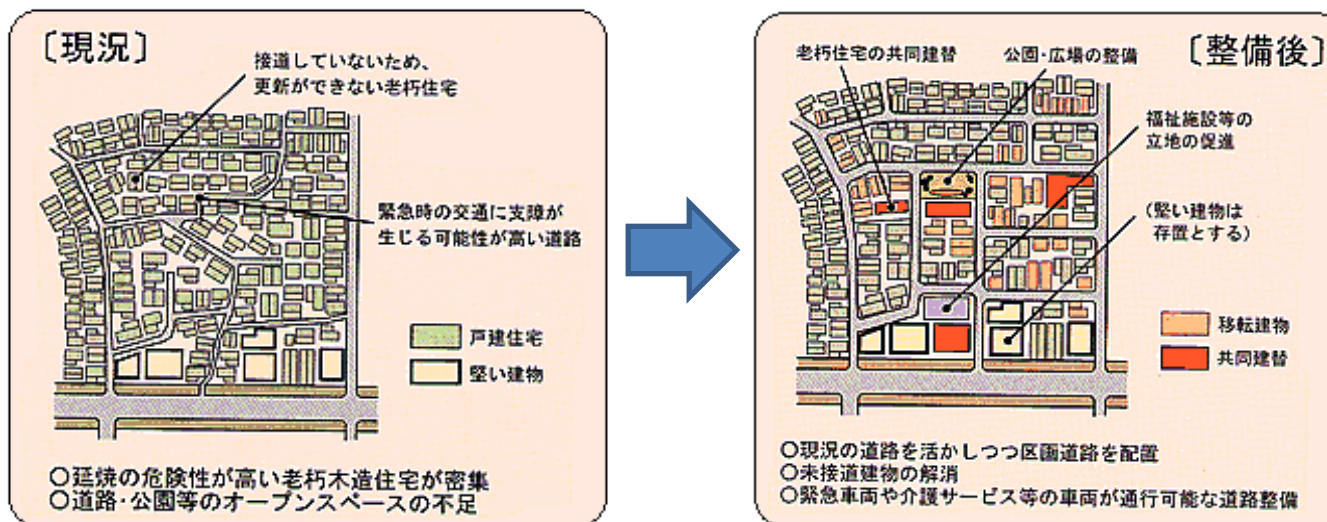 〔現況〕
接道していないため、
更新ができない老朽住宅
緊急時の交通に支障が
生じる可能性が高い道路
戸建住宅
堅い建物
○延焼の危険性が高い老朽木造住宅が密集
○道路・公園等のオープンスペースの不足
〔整備後〕
老朽住宅の共同建替
公園・広場の整備
福祉施設等の
立地の促進
(堅い建物は
存置とする)
移転建物
共同建替
○現況の道路を活かしつつ区画道路を配置
○未接道建物の解消
○緊急車両や介護サービス等の車両が通行可能な道路整備